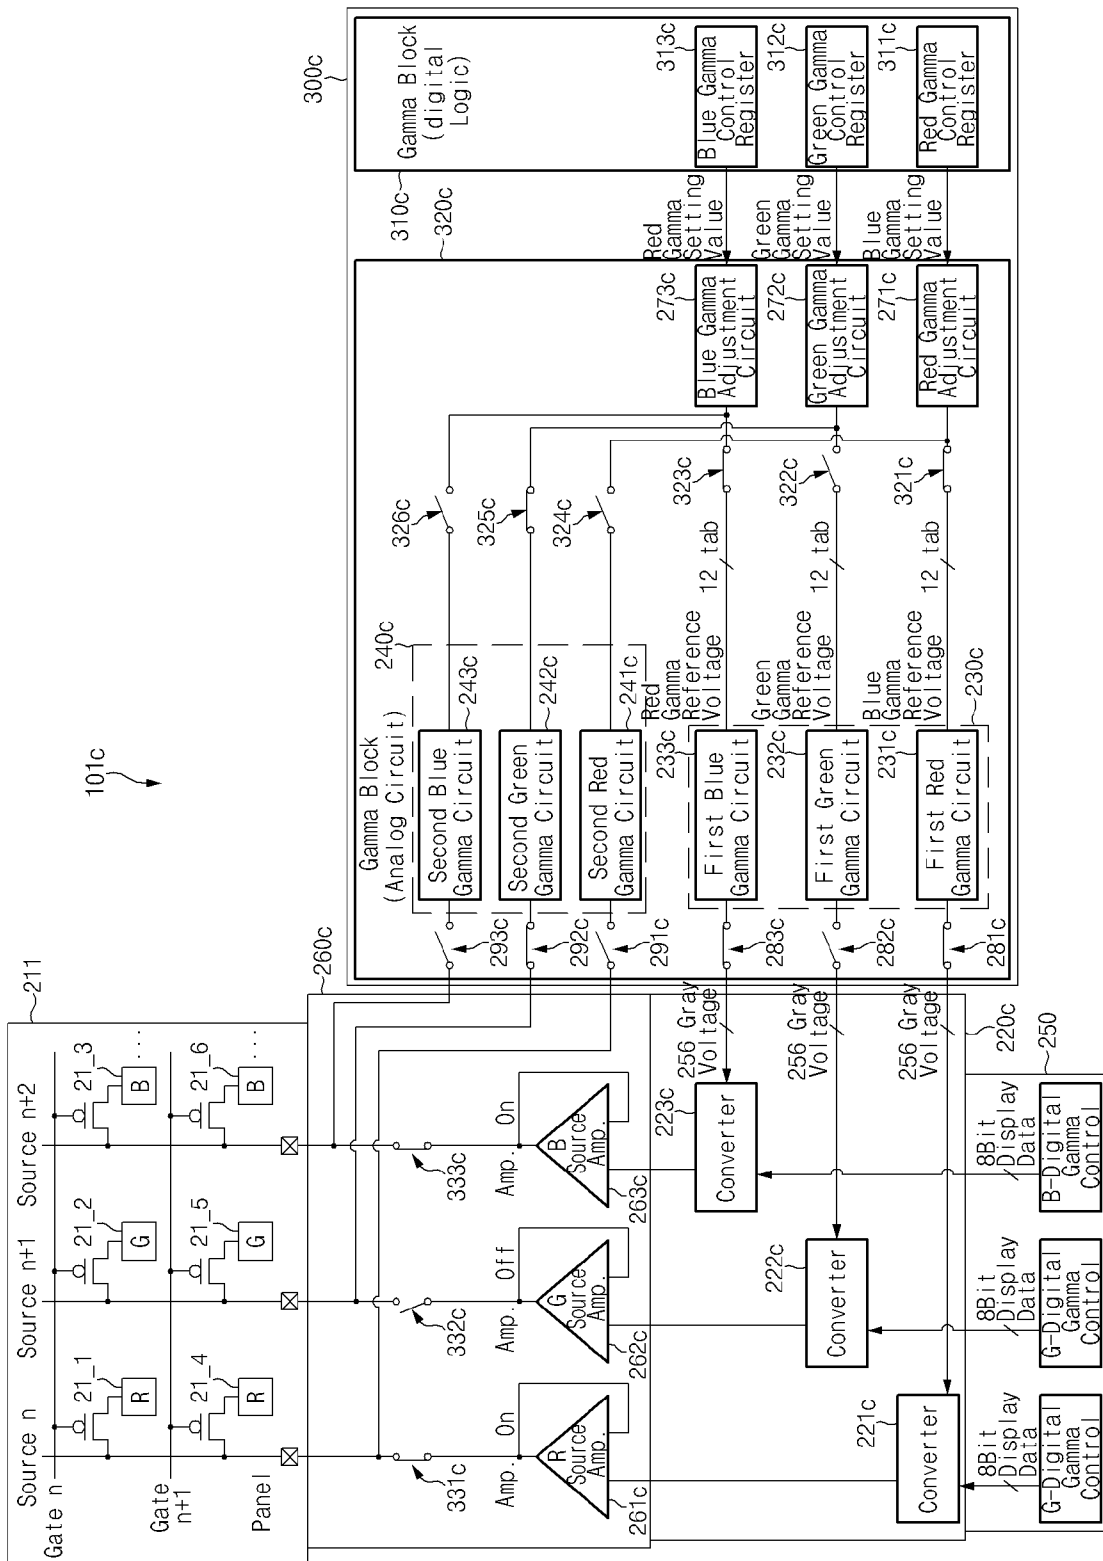 101c
211
Source n
Source n+1
Source n+2
Gate n
Gate
n+1
Panel
21_1
R
21_2
G
21_3
B
...
21_4
R
21_5
G
21_6
B
...
260c
331c
332c
333c
Amp. On
Amp. Off
Amp. On
R
Source
Amp.
261c
G
Source
Amp.
262c
B
Source
Amp.
263c
220c
221c
Converter
222c
Converter
223c
Converter
256 Gray
Voltage
256 Gray
Voltage
256 Gray
Voltage
250
8Bit
Display
Data
8Bit
Display
Data
8Bit
Display
Data
G-Digital
Gamma
Control
G-Digital
Gamma
Control
B-Digital
Gamma
Control
300c
320c
Gamma Block
(Analog Circuit)
240c
293c
Second Blue
Gamma Circuit
243c
326c
292c
Second Green
Gamma Circuit
242c
325c
291c
Second Red
Gamma Circuit
241c
324c
230c
283c
First Blue
Gamma Circuit
233c
Red
Gamma
Reference
Voltage
12 tab
323c
Blue Gamma
Adjustment
Circuit
273c
282c
First Green
Gamma Circuit
232c
Green
Gamma
Reference
Voltage
12 tab
322c
Green Gamma
Adjustment
Circuit
272c
281c
First Red
Gamma Circuit
231c
Blue
Gamma
Reference
Voltage
12 tab
321c
Red Gamma
Adjustment
Circuit
271c
Red
Gamma
Setting
Value
Green
Gamma
Setting
Value
Blue
Gamma
Setting
Value
310c
Gamma Block
(digital
Logic)
Blue Gamma
Control
Register
313c
Green Gamma
Control
Register
312c
Red Gamma
Control
Register
311c